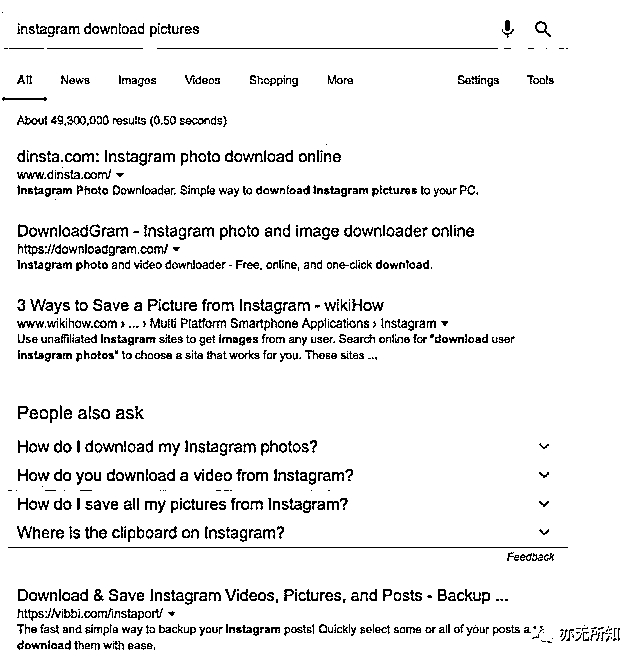 instagram download pictures
All News Images Videos Shopping More Settings Tools
About 49,300,000 results (0.50 seconds)
dinsta.com: Instagram photo download online
www.dinsta.com/
Instagram Photo Downloader. Simple way to download Instagram pictures to your PC.
DownloadGram - Instagram photo and image downloader online
https://downloadgram.com/
Instagram photo and video downloader - Free, online, and one-click download.
3 Ways to Save a Picture from Instagram - wikiHow
www.wikihow.com › ... › Multi Platform Smartphone Applications › Instagram
Use unaffiliated Instagram sites to get images from any user. Search online for "download user
instagram photos" to choose a site that works for you. These sites ...
People also ask
How do I download my Instagram photos?
How do you download a video from Instagram?
How do I save all my pictures from Instagram?
Where is the clipboard on Instagram?
Feedback
Download & Save Instagram Videos, Pictures, and Posts - Backup ...
https://vibbi.com/instaport/
The fast and simple way to backup your Instagram posts! Quickly select some or all of your posts
download them with ease.
亦无所知